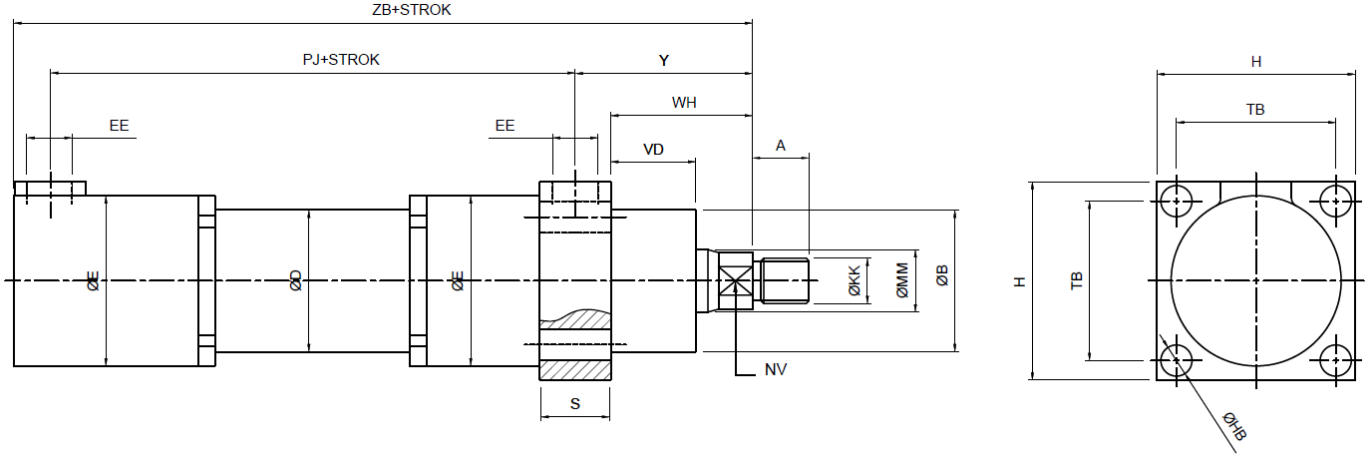 ZB+STROK
PJ+STROK
Y
H
WH
TB
EE
EE
VD
A
ØE
ØD
ØE
ØKK
ØMM
ØB
H
TB
NV
S
ØHB